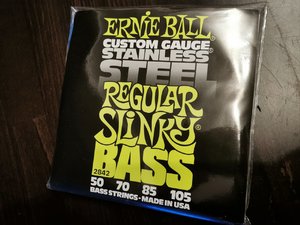 ERNIE BALL
CUSTOM GAUGE
STAINLESS®
STEEL
REGULAR
SLINKY®
BASS
2842
50 70 85 105
BASS STRINGS - MADE IN USA